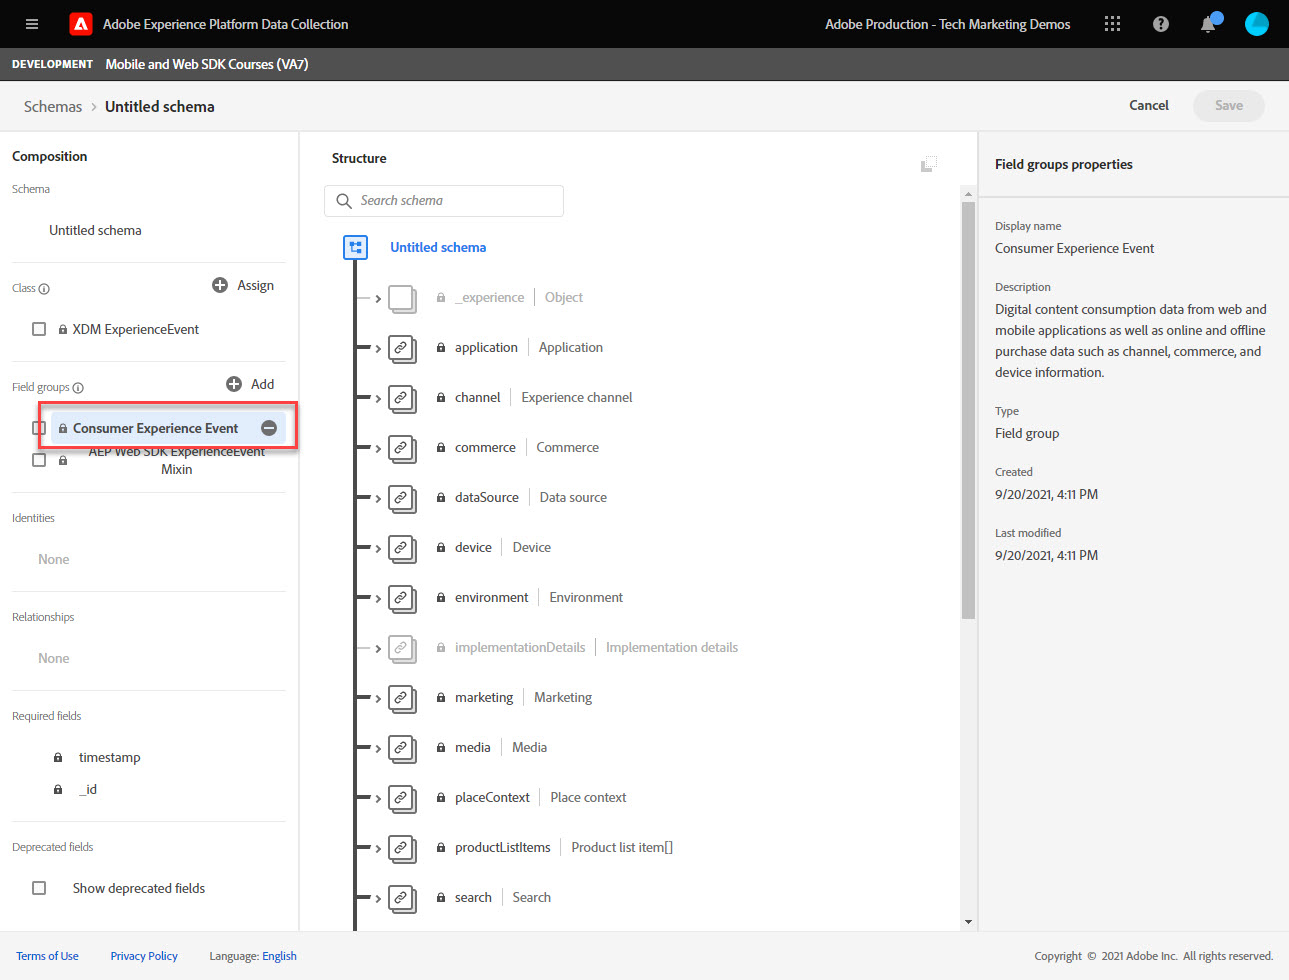 Adobe Experience Platform Data Collection
Adobe Production - Tech Marketing Demos
DEVELOPMENT Mobile and Web SDK Courses (VA7)
Schemas > Untitled schema
Cancel
Save
Composition
Schema
Untitled schema
Class
Assign
XDM ExperienceEvent
Field groups
Add
Consumer Experience Event
AEP Web SDK ExperienceEvent
Mixin
Identities
None
Relationships
None
Required fields
timestamp
_id
Deprecated fields
Show deprecated fields
Structure
Search schema
Untitled schema
_experience | Object
application | Application
channel | Experience channel
commerce | Commerce
dataSource | Data source
device | Device
environment | Environment
implementationDetails | Implementation details
marketing | Marketing
media | Media
placeContext | Place context
productListItems | Product list item[]
search | Search
Field groups properties
Display name
Consumer Experience Event
Description
Digital content consumption data from web and
mobile applications as well as online and offline
purchase data such as channel, commerce, and
device information.
Type
Field group
Created
9/20/2021, 4:11 PM
Last modified
9/20/2021, 4:11 PM
Terms of Use
Privacy Policy
Language: English
Copyright © 2021 Adobe Inc. All rights reserved.